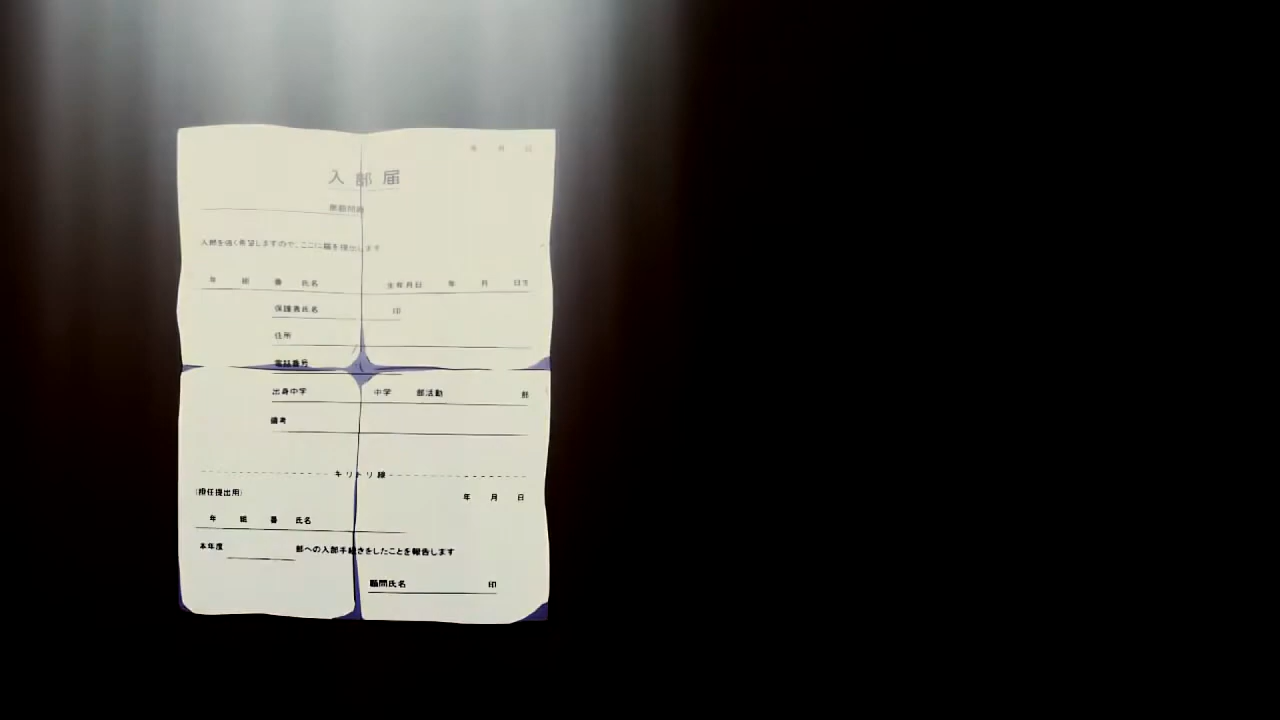 年 月 日
入部届
部顧問殿
入部を強く希望しますので、ここに届を提出します
年 組 番 氏名 生年月日 年 月 日生
保護者氏名 印
住所
電話番号
出身中学 中学 部活動 部
備考
キリトリ線
(担任提出用)
年 月 日
年 組 番 氏名
本年度 部への入部手続きをしたことを報告します
顧問氏名 印